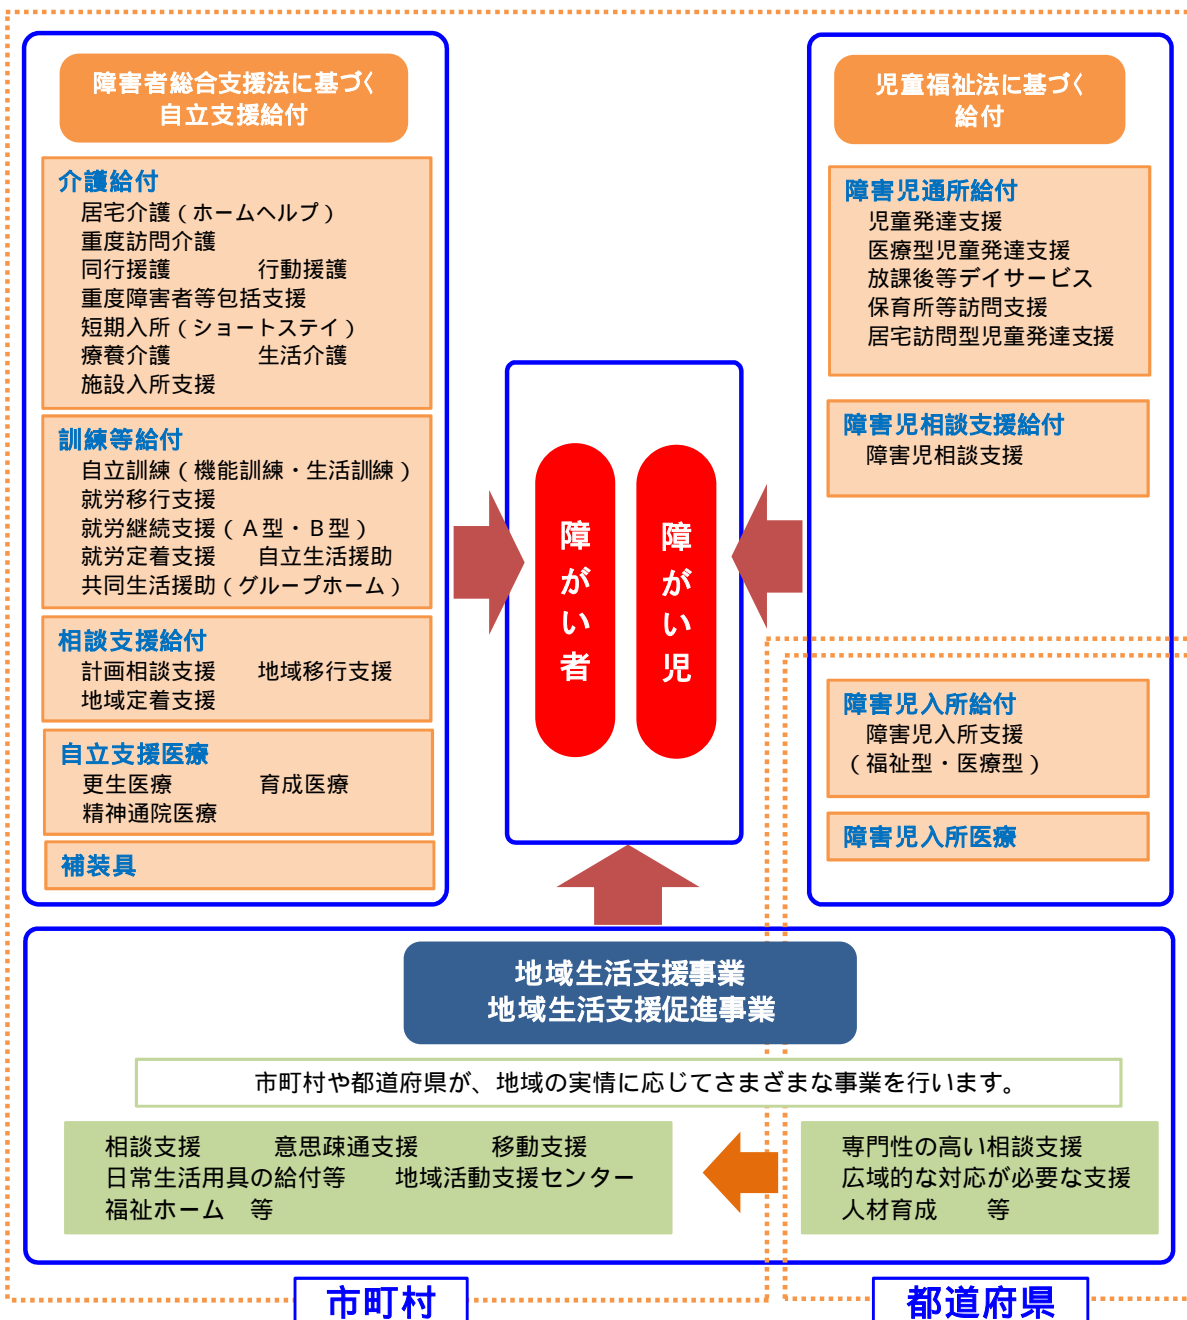 障害者総合支援法に基づく
自立支援給付
介護給付
居宅介護（ホームヘルプ）
重度訪問介護
同行援護　行動援護
重度障害者等包括支援
短期入所（ショートステイ）
療養介護　生活介護
施設入所支援
訓練等給付
自立訓練（機能訓練・生活訓練）
就労移行支援
就労継続支援（Ａ型・Ｂ型）
就労定着支援　自立生活援助
共同生活援助（グループホーム）
相談支援給付
計画相談支援　地域移行支援
地域定着支援
自立支援医療
更生医療　育成医療
精神通院医療
補装具
障がい者
障がい児
児童福祉法に基づく
給付
障害児通所給付
児童発達支援
医療型児童発達支援
放課後等デイサービス
保育所等訪問支援
居宅訪問型児童発達支援
障害児相談支援給付
障害児相談支援
障害児入所給付
障害児入所支援
（福祉型・医療型）
障害児入所医療
地域生活支援事業
地域生活支援促進事業
市町村や都道府県が、地域の実情に応じてさまざまな事業を行います。
相談支援　意思疎通支援　移動支援
日常生活用具の給付等　地域活動支援センター
福祉ホーム　等
専門性の高い相談支援
広域的な対応が必要な支援
人材育成　等
市町村
都道府県